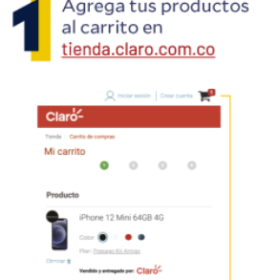 1
Agrega tus productos
al carrito en
tienda.claro.com.co
Iniciar sesión | Crear cuenta
Claro-
Tienda Carrito de compras
Mi carrito
Producto
iPhone 12 Mini 64GB 4G
Color:
Plan:
Eliminar
Vendido y entregado por: Claro-